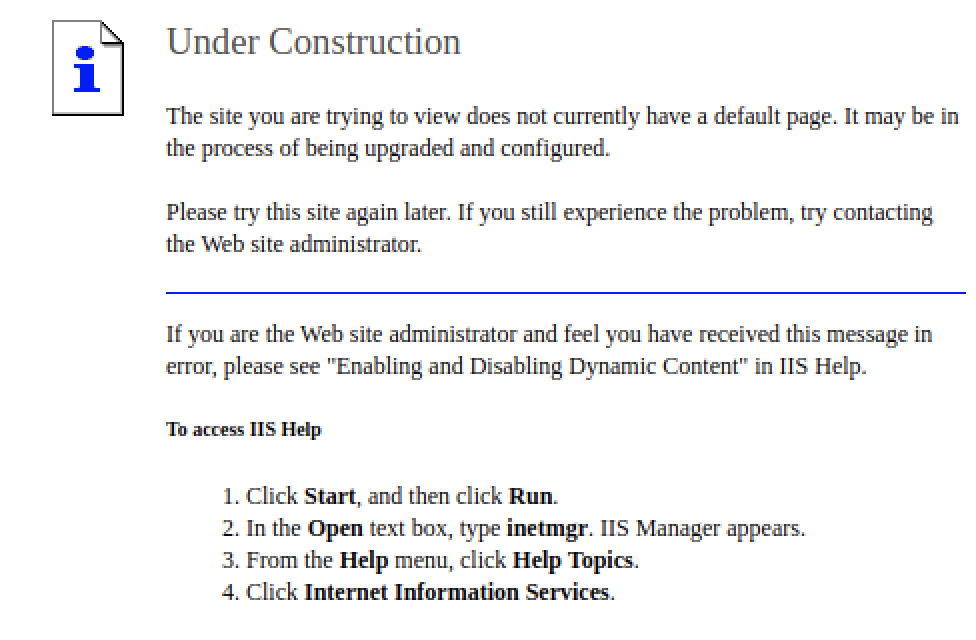 Under Construction
The site you are trying to view does not currently have a default page. It may be in
the process of being upgraded and configured.
Please try this site again later. If you still experience the problem, try contacting
the Web site administrator.
If you are the Web site administrator and feel you have received this message in
error, please see "Enabling and Disabling Dynamic Content" in IIS Help.
To access IIS Help
1. Click Start, and then click Run.
2. In the Open text box, type inetmgr. IIS Manager appears.
3. From the Help menu, click Help Topics.
4. Click Internet Information Services.